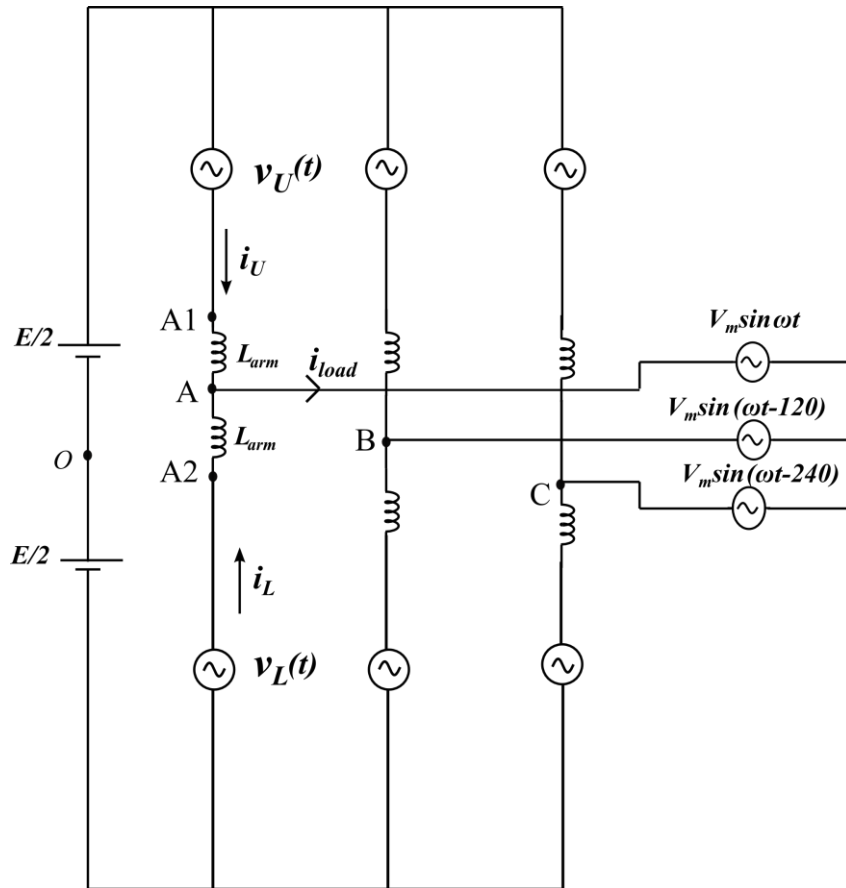 v_U(t)
i_U
A1
E/2
L_arm
V_m sin ωt
i_load
A
L_arm
V_m sin (ωt-120)
B
O
A2
V_m sin (ωt-240)
C
E/2
i_L
v_L(t)